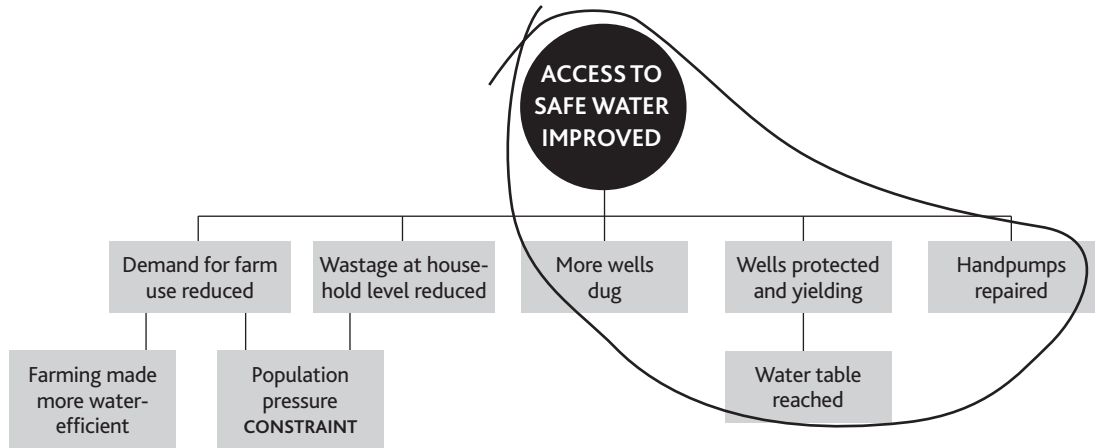 ACCESS TO
SAFE WATER
IMPROVED
Demand for farm
use reduced
Wastage at house-
hold level reduced
More wells
dug
Wells protected
and yielding
Handpumps
repaired
Farming made
more water-
efficient
Population
pressure
CONSTRAINT
Water table
reached